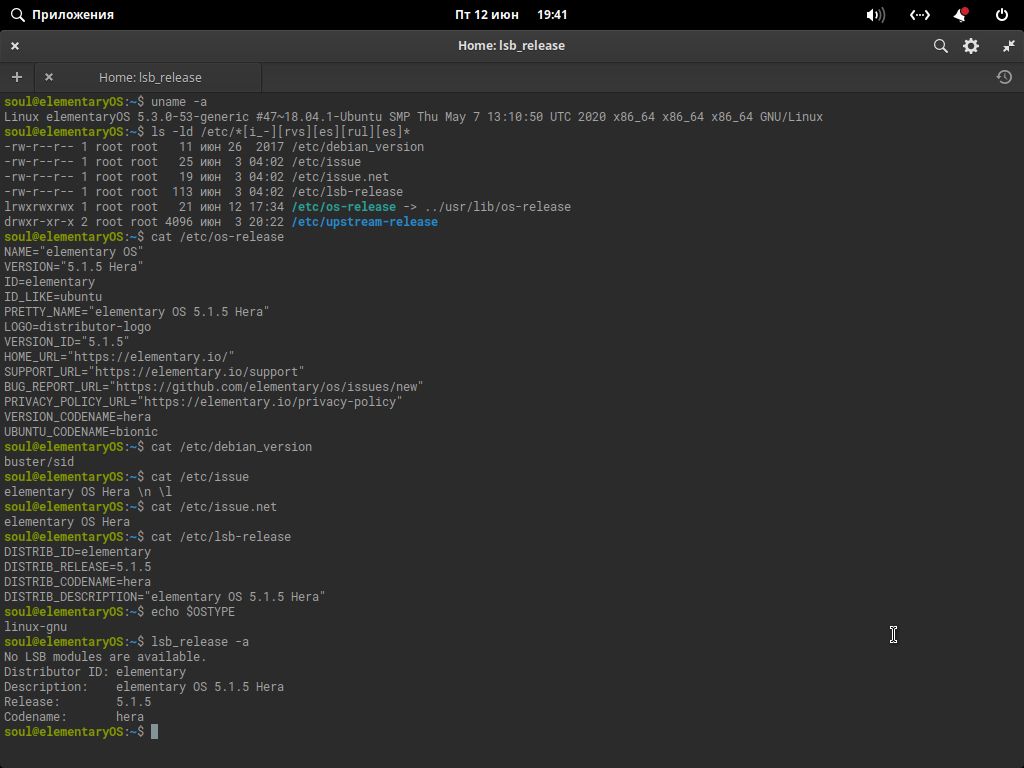 Приложения
Пт 12 июн 19:41
Home: lsb_release
Home: lsb_release
soul@elementaryOS:~$ uname -a
Linux elementaryOS 5.3.0-53-generic #47~18.04.1-Ubuntu SMP Thu May 7 13:10:50 UTC 2020 x86_64 x86_64 x86_64 GNU/Linux
soul@elementaryOS:~$ ls -ld /etc/*[i_-][rvs][es][rul][es]*
-rw-r--r-- 1 root root   11 июн 26  2017 /etc/debian_version
-rw-r--r-- 1 root root   25 июн  3 04:02 /etc/issue
-rw-r--r-- 1 root root   19 июн  3 04:02 /etc/issue.net
-rw-r--r-- 1 root root  113 июн  3 04:02 /etc/lsb-release
lrwxrwxrwx 1 root root   21 июн 12 17:34 /etc/os-release -> ../usr/lib/os-release
drwxr-xr-x 2 root root 4096 июн  3 20:22 /etc/upstream-release
soul@elementaryOS:~$ cat /etc/os-release
NAME="elementary OS"
VERSION="5.1.5 Hera"
ID=elementary
ID_LIKE=ubuntu
PRETTY_NAME="elementary OS 5.1.5 Hera"
LOGO=distributor-logo
VERSION_ID="5.1.5"
HOME_URL="https://elementary.io/"
SUPPORT_URL="https://elementary.io/support"
BUG_REPORT_URL="https://github.com/elementary/os/issues/new"
PRIVACY_POLICY_URL="https://elementary.io/privacy-policy"
VERSION_CODENAME=hera
UBUNTU_CODENAME=bionic
soul@elementaryOS:~$ cat /etc/debian_version
buster/sid
soul@elementaryOS:~$ cat /etc/issue
elementary OS Hera \n \l
soul@elementaryOS:~$ cat /etc/issue.net
elementary OS Hera
soul@elementaryOS:~$ cat /etc/lsb-release
DISTRIB_ID=elementary
DISTRIB_RELEASE=5.1.5
DISTRIB_CODENAME=hera
DISTRIB_DESCRIPTION="elementary OS 5.1.5 Hera"
soul@elementaryOS:~$ echo $OSTYPE
linux-gnu
soul@elementaryOS:~$ lsb_release -a
No LSB modules are available.
Distributor ID: elementary
Description:    elementary OS 5.1.5 Hera
Release:        5.1.5
Codename:       hera
soul@elementaryOS:~$